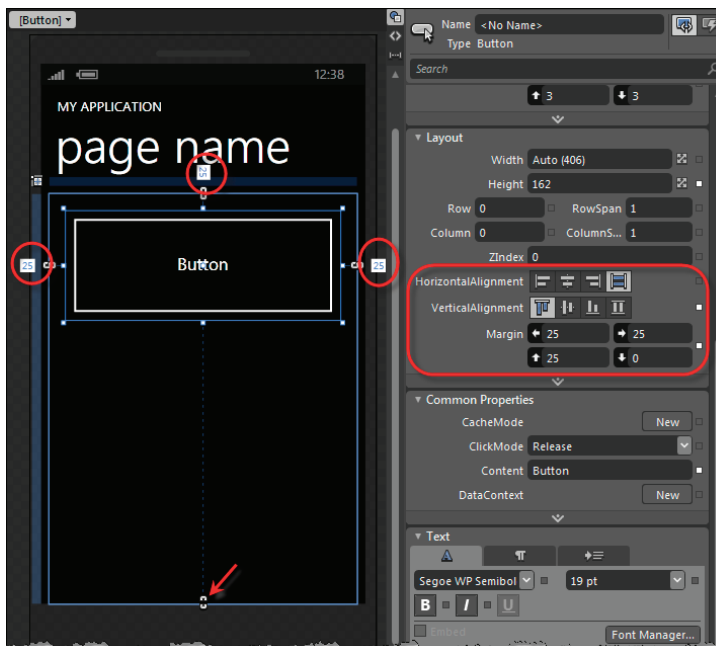 [Button]
12:38
MY APPLICATION
page name
25
25
25
Button
Name <No Name>
Type Button
Search
3 3
Layout
Width Auto (406)
Height 162
Row 0 RowSpan 1
Column 0 ColumnS... 1
ZIndex 0
HorizontalAlignment
VerticalAlignment
Margin 25 25
25 0
Common Properties
CacheMode New
ClickMode Release
Content Button
DataContext New
Text
A ¶
Segoe WP Semibol 19 pt
B I U
Embed Font Manager...